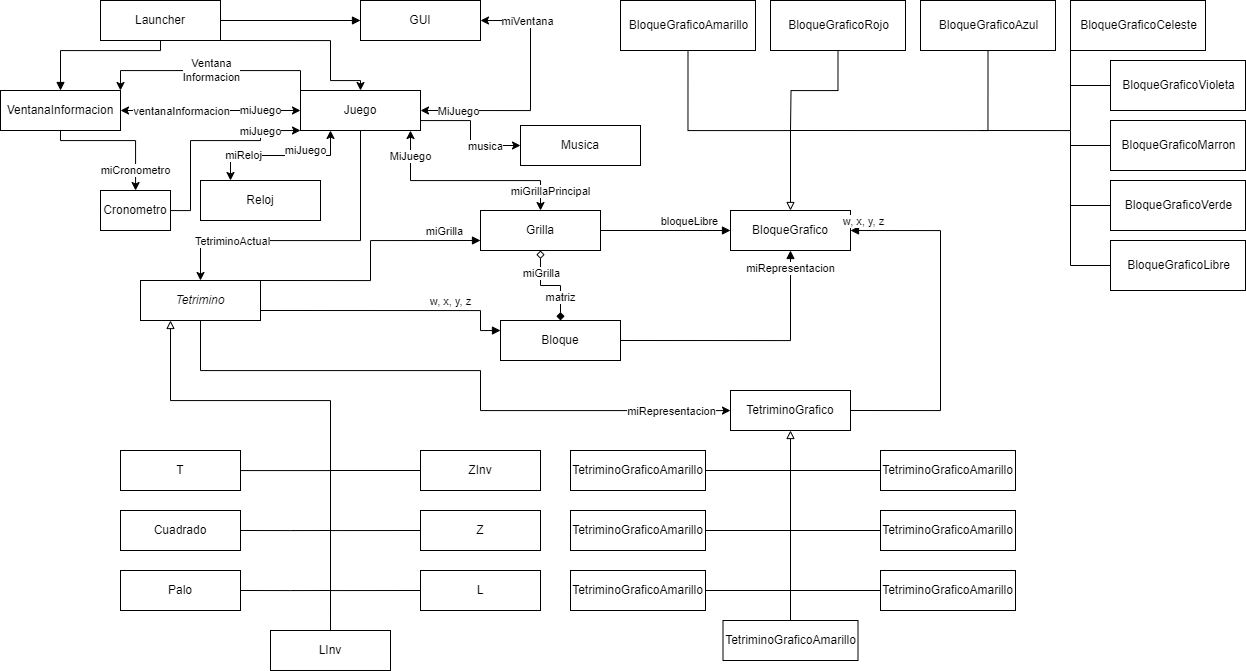 Launcher
GUI
miVentana
BloqueGraficoAmarillo
BloqueGraficoRojo
BloqueGraficoAzul
BloqueGraficoCeleste
Ventana
Informacion
VentanaInformacion
ventanaInformacion
miJuego
Juego
MiJuego
BloqueGraficoVioleta
miJuego
miReloj
miJuego
MiJuego
musica
Musica
BloqueGraficoMarron
miCronometro
Cronometro
Reloj
miGrillaPrincipal
BloqueGraficoVerde
TetriminoActual
miGrilla
Grilla
bloqueLibre
BloqueGrafico
w, x, y, z
BloqueGraficoLibre
miGrilla
miRepresentacion
Tetrimino
w, x, y, z
matriz
Bloque
miRepresentacion
TetriminoGrafico
T
ZInv
TetriminoGraficoAmarillo
TetriminoGraficoAmarillo
Cuadrado
Z
TetriminoGraficoAmarillo
TetriminoGraficoAmarillo
Palo
L
TetriminoGraficoAmarillo
TetriminoGraficoAmarillo
LInv
TetriminoGraficoAmarillo